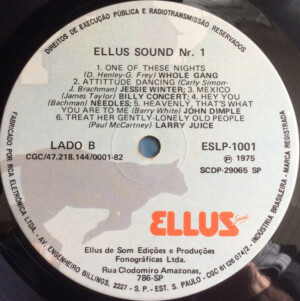 DIREITOS DE EXECUÇÃO PÚBLICA E RADIOTRANSMISSÃO RESERVADOS
ELLUS SOUND Nr. 1
1. ONE OF THESE NIGHTS
(D. Henley-G. Frey) WHOLE GANG
2. ATTITTUDE DANCING (Carly Simon-
J. Brachman) JESSIE WINTER; 3. MEXICO
(James Taylor) BILLY CONCERT; 4. HEY YOU
(Bachman) NEEDLES; 5. HEAVENLY, THAT'S WHAT
YOU ARE TO ME (Barry White) JOHN DIMPLE
6. TREAT HER GENTLY-LONELY OLD PEOPLE
(Paul McCartney) LARRY JUICE
LADO B
CGC/47.218.144/0001-82
ESLP-1001
℗ 1975
SCDP-29065 SP
ELLUS
Ellus de Som Edições e Produções
Fonográficas Ltda.
Rua Clodomiro Amazonas,
786-SP
FABRICADO POR RCA ELETRÔNICA LTDA. - AV. ENGENHEIRO BILLINGS, 2227 - S.P. - EST. S. PAULO - CGC 61126074/2 - INDÚSTRIA BRASILEIRA - MARCA REGISTRADA